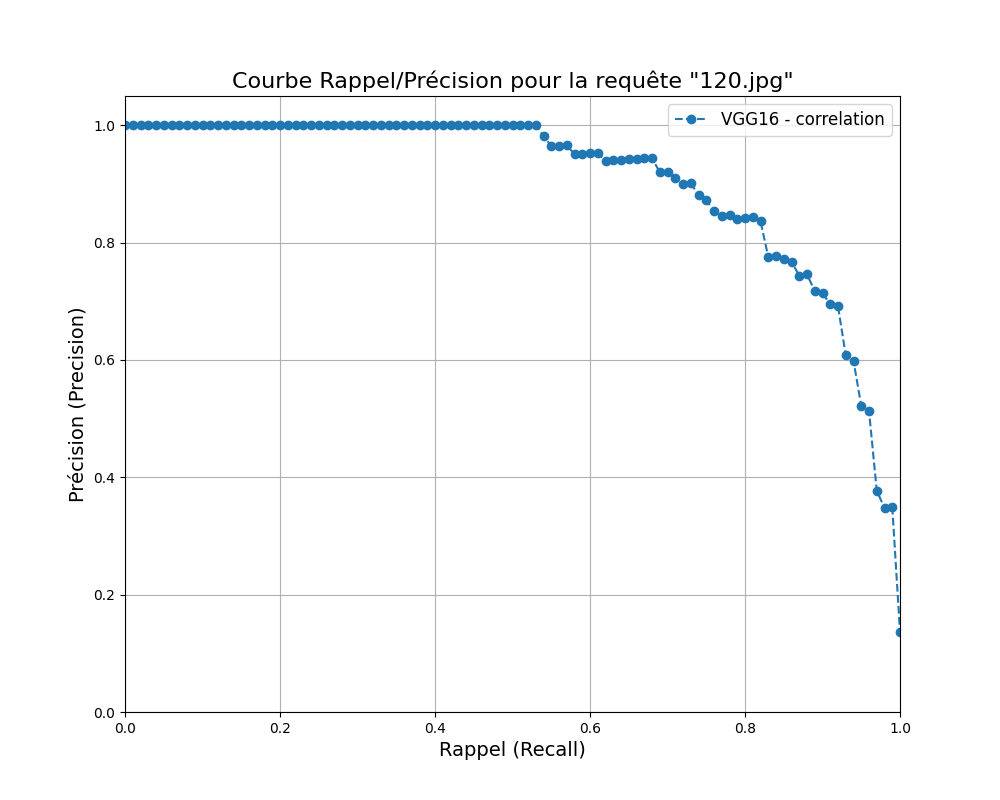 Courbe Rappel/Précision pour la requête "120.jpg"
VGG16 - correlation
Précision (Precision)
1.0
0.8
0.6
0.4
0.2
0.0
0.0 0.2 0.4 0.6 0.8 1.0
Rappel (Recall)